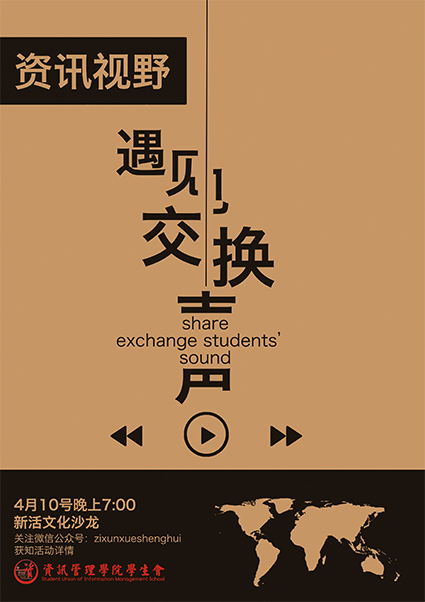 资讯视野
遇见
交换
声
share
exchange students’
sound
4月10号晚上7:00
新活文化沙龙
关注微信公众号：zixunxueshenghui
获知活动详情
資訊管理學院學生會
Student Union of Information Management School